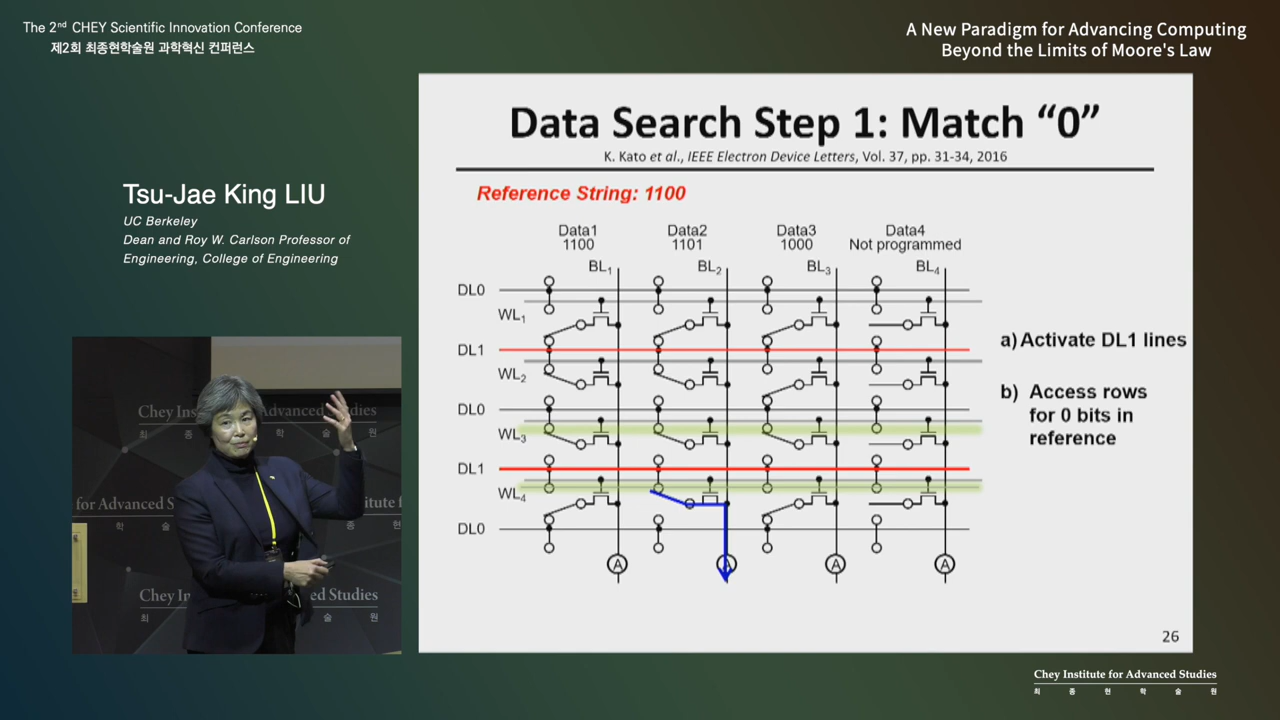 The 2nd CHEY Scientific Innovation Conference
제2회 최종현학술원 과학혁신 컨퍼런스
A New Paradigm for Advancing Computing
Beyond the Limits of Moore's Law
Tsu-Jae King LIU
UC Berkeley
Dean and Roy W. Carlson Professor of
Engineering, College of Engineering
Data Search Step 1: Match “0”
K. Kato et al., IEEE Electron Device Letters, Vol. 37, pp. 31-34, 2016
Reference String: 1100
Data1 Data2 Data3 Data4
1100 1101 1000 Not programmed
BL1 BL2 BL3 BL4
DL0
WL1
DL1
WL2
DL0
WL3
DL1
WL4
DL0
A A A A
a) Activate DL1 lines
b) Access rows
for 0 bits in
reference
26
Chey Inst Advanced Studies
최 종 학 술 원
for Advanced S itute f
학 현
Chey In ed Studies
최 술 원
Chey Institute for Advanced Studies
최 종 현 학 술 원